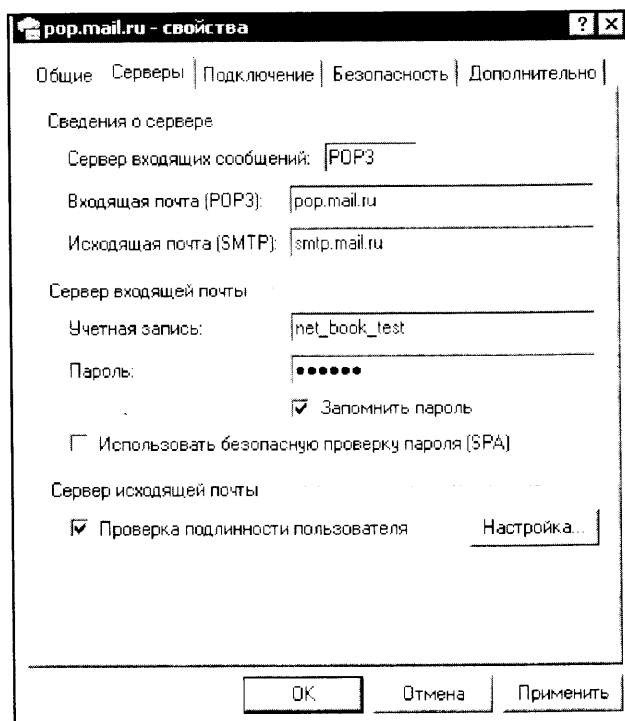 pop.mail.ru - свойства ? X
Общие Серверы Подключение Безопасность Дополнительно
Сведения о сервере
Сервер входящих сообщений: POP3
Входящая почта (POP3): pop.mail.ru
Исходящая почта (SMTP): smtp.mail.ru
Сервер входящей почты
Учетная запись: net_book_test
Пароль: ●●●●●●
Запомнить пароль
Использовать безопасную проверку пароля (SPA)
Сервер исходящей почты
Проверка подлинности пользователя Настройка...
OK Отмена Применить